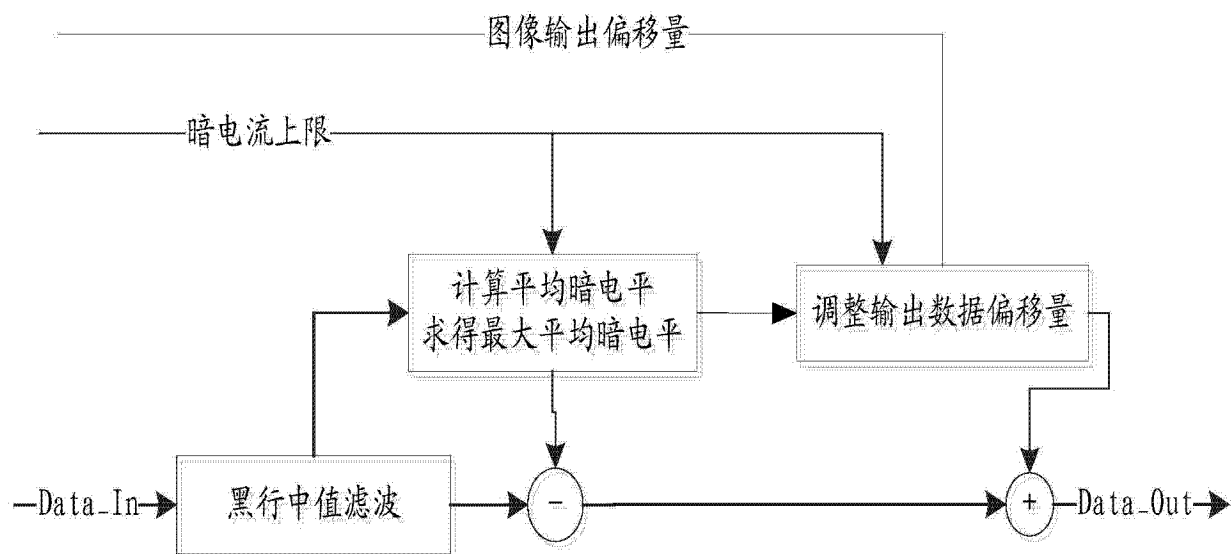 图像输出偏移量
暗电流上限
计算平均暗电平
求得最大平均暗电平
调整输出数据偏移量
Data_In
黑行中值滤波
-
+
Data_Out